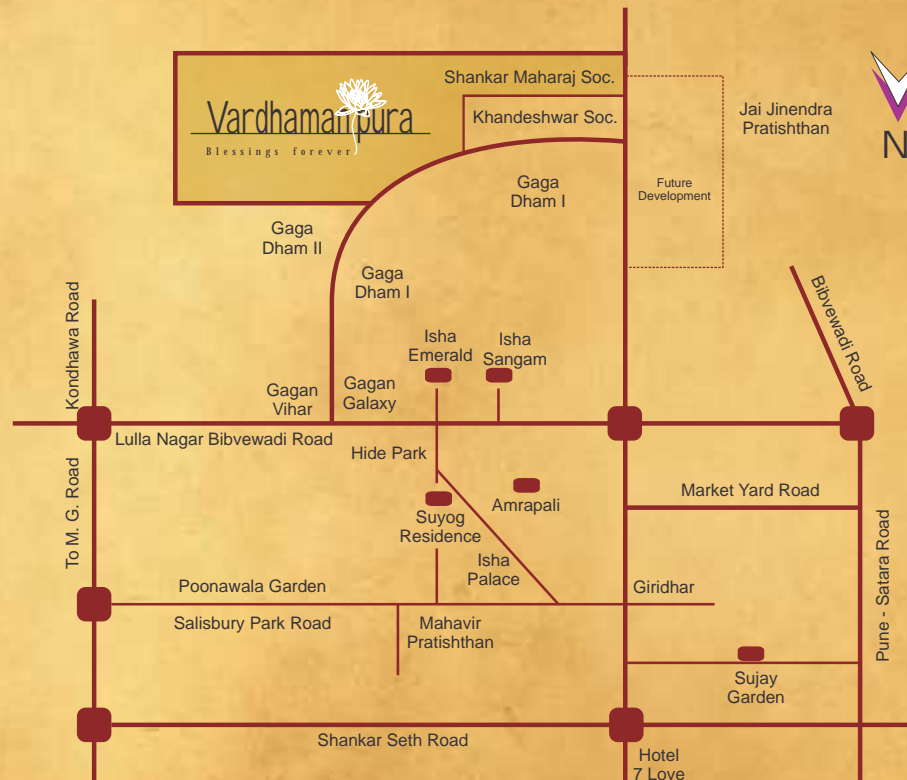 Shankar Maharaj Soc.
Vardhamanpura
Blessings forever
Khandeshwar Soc.
Jai Jinendra
Pratishthan
N
Gaga
Dham I
Future
Development
Gaga
Dham II
Gaga
Dham I
Bibvewadi Road
Kondhawa Road
Isha
Emerald
Isha
Sangam
Gagan
Vihar
Gagan
Galaxy
Lulla Nagar Bibvewadi Road
Hide Park
To M. G. Road
Market Yard Road
Amrapali
Suyog
Residence
Isha
Palace
Pune - Satara Road
Poonawala Garden
Giridhar
Salisbury Park Road
Mahavir
Pratishthan
Sujay
Garden
Shankar Seth Road
Hotel
7 Love